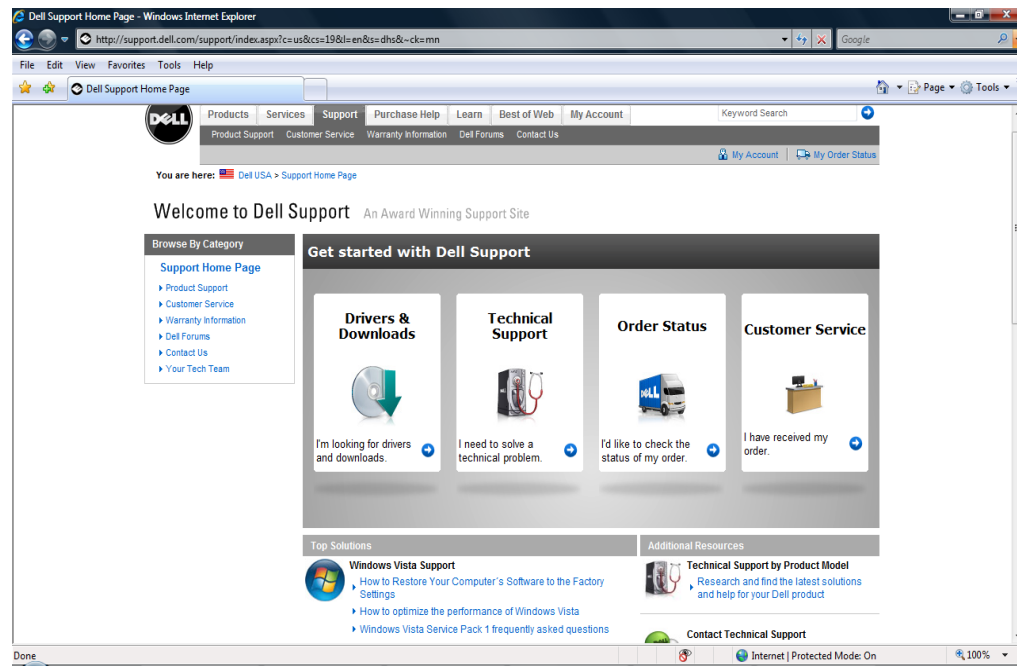 Dell Support Home Page - Windows Internet Explorer
http://support.dell.com/support/index.aspx?c=us&cs=19&l=en&s=dhs&~ck=mn
Google
File Edit View Favorites Tools Help
Dell Support Home Page
Page Tools
DELL
Products Services Support Purchase Help Learn Best of Web My Account
Keyword Search
Product Support Customer Service Warranty Information Dell Forums Contact Us
My Account My Order Status
You are here: Dell USA > Support Home Page
Welcome to Dell Support An Award Winning Support Site
Browse By Category
Support Home Page
Product Support
Customer Service
Warranty Information
Dell Forums
Contact Us
Your Tech Team
Get started with Dell Support
Drivers &
Downloads
I'm looking for drivers
and downloads.
Technical
Support
I need to solve a
technical problem.
Order Status
DELL
I'd like to check the
status of my order.
Customer Service
I have received my
order.
Top Solutions
Windows Vista Support
How to Restore Your Computer´s Software to the Factory
Settings
How to optimize the performance of Windows Vista
Windows Vista Service Pack 1 frequently asked questions
Additional Resources
Technical Support by Product Model
Research and find the latest solutions
and help for your Dell product
Contact Technical Support
Done
Internet | Protected Mode: On
100%